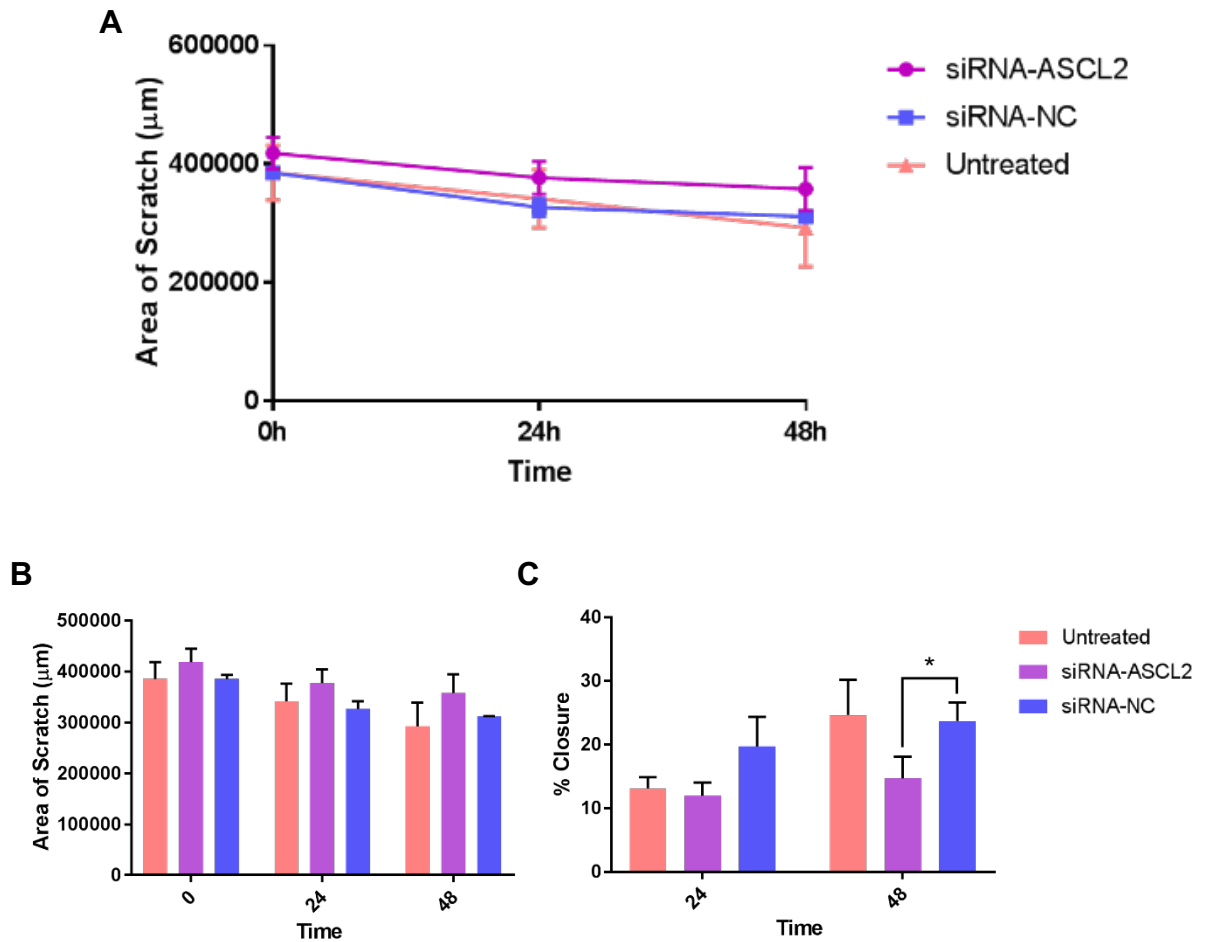 A
600000
400000
200000
0
Area of Scratch (μm)
0h 24h 48h
Time
siRNA-ASCL2
siRNA-NC
Untreated
B
500000
400000
300000
200000
100000
0
Area of Scratch (μm)
0 24 48
Time
C
40
30
20
10
0
% Closure
*
24 48
Time
Untreated
siRNA-ASCL2
siRNA-NC